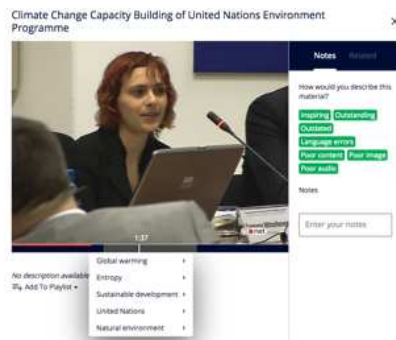 Climate Change Capacity Building of United Nations Environment
Programme
×
Notes Related
How would you describe this
material?
Inspiring Outstanding
Outdated
Language errors
Poor content Poor image
Poor audio
Notes
Enter your notes
1:37
No description available
Add To Playlist
Global warming
Entropy
Sustainable development
United Nations
Natural environment